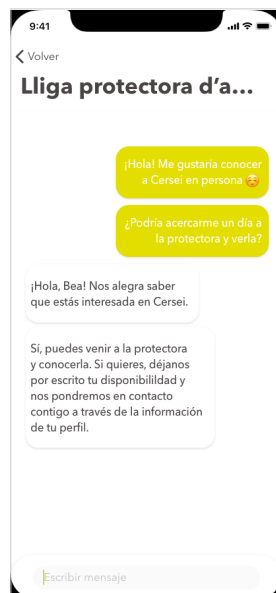 9:41
Volver
Lliga protectora d'a...
¡Hola! Me gustaría conocer
a Cersei en persona ☺️
¿Podría acercarme un día a
la protectora y verla?
¡Hola, Bea! Nos alegra saber
que estás interesada en Cersei.
Sí, puedes venir a la protectora
y conocerla. Si quieres, déjanos
por escrito tu disponibilildad y
nos pondremos en contacto
contigo a través de la información
de tu perfil.
Escribir mensaje